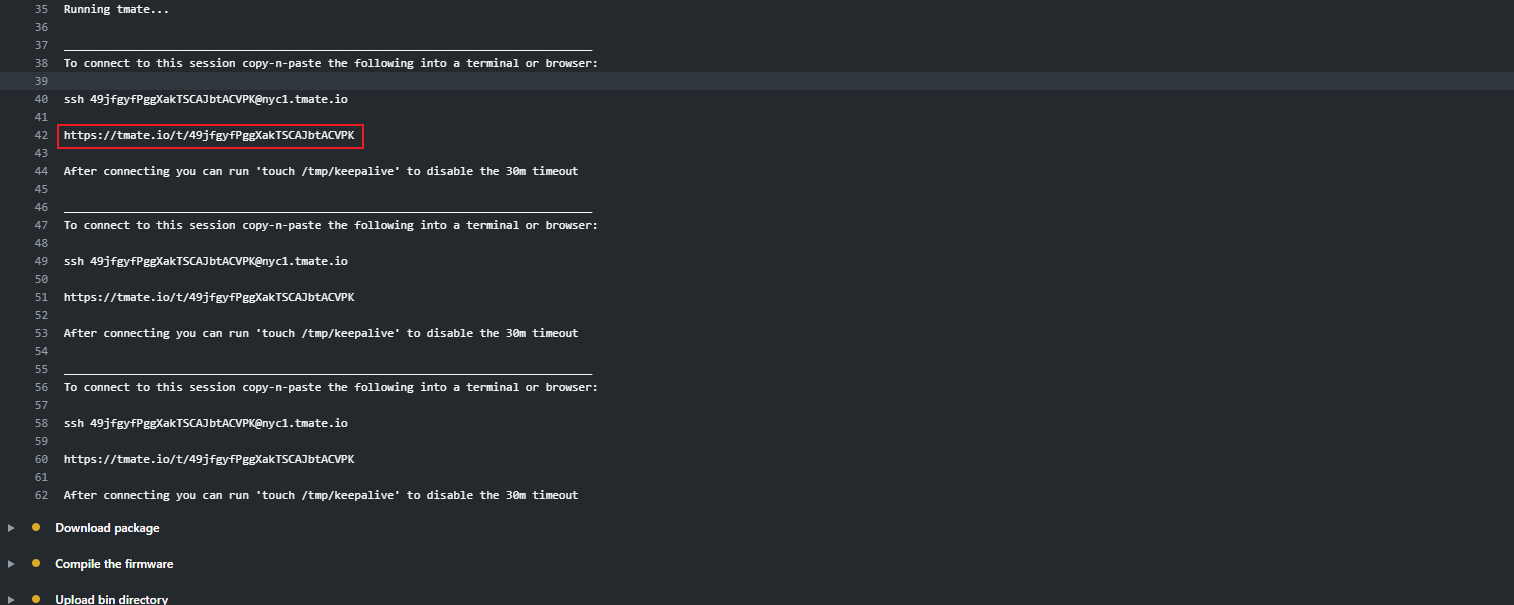 35 Running tmate...
36
37 ________________________________________________________________________________
38 To connect to this session copy-n-paste the following into a terminal or browser:
39
40 ssh 49jfgyfPggXakTSCAJbtACVPK@nyc1.tmate.io
41
42 https://tmate.io/t/49jfgyfPggXakTSCAJbtACVPK
43
44 After connecting you can run 'touch /tmp/keepalive' to disable the 30m timeout
45
46 ________________________________________________________________________________
47 To connect to this session copy-n-paste the following into a terminal or browser:
48
49 ssh 49jfgyfPggXakTSCAJbtACVPK@nyc1.tmate.io
50
51 https://tmate.io/t/49jfgyfPggXakTSCAJbtACVPK
52
53 After connecting you can run 'touch /tmp/keepalive' to disable the 30m timeout
54
55 ________________________________________________________________________________
56 To connect to this session copy-n-paste the following into a terminal or browser:
57
58 ssh 49jfgyfPggXakTSCAJbtACVPK@nyc1.tmate.io
59
60 https://tmate.io/t/49jfgyfPggXakTSCAJbtACVPK
61
62 After connecting you can run 'touch /tmp/keepalive' to disable the 30m timeout
Download package
Compile the firmware
Upload bin directory